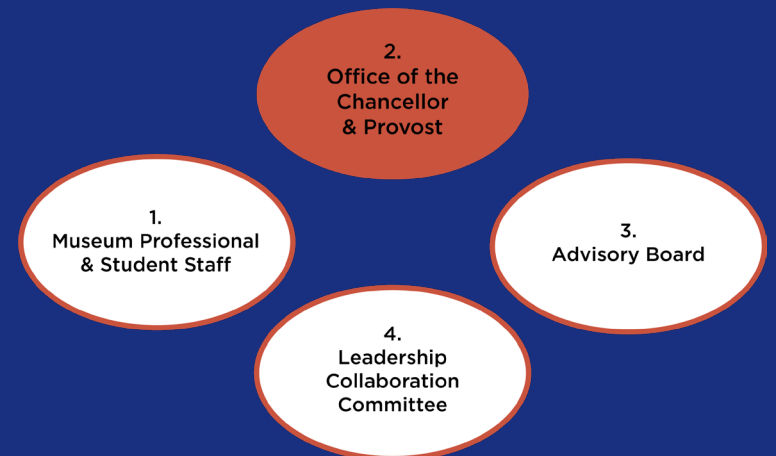 2.
Office of the
Chancellor
& Provost
1.
Museum Professional
& Student Staff
3.
Advisory Board
4.
Leadership
Collaboration
Committee